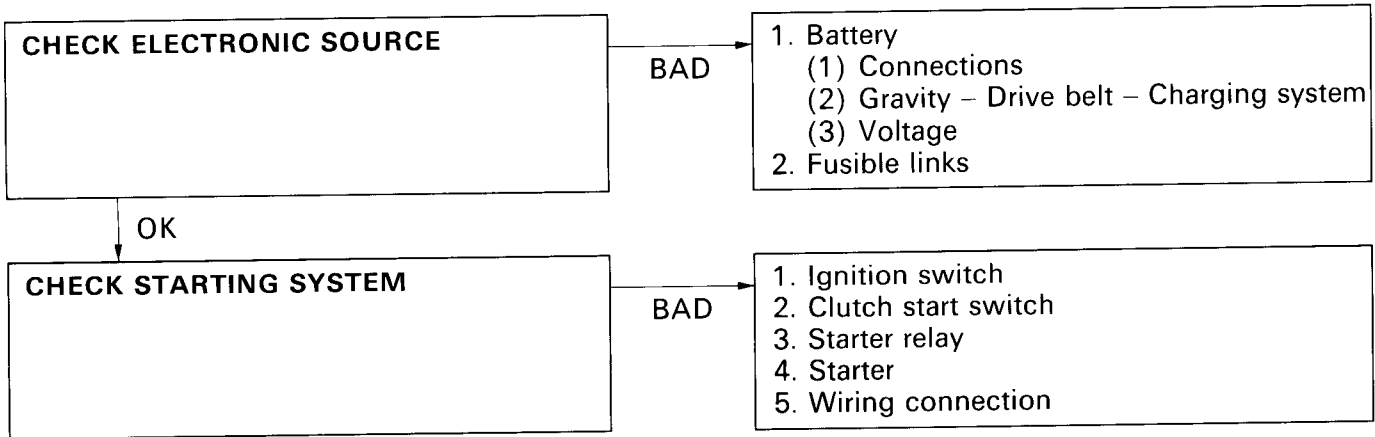 CHECK ELECTRONIC SOURCE
BAD
1. Battery
(1) Connections
(2) Gravity – Drive belt – Charging system
(3) Voltage
2. Fusible links
OK
CHECK STARTING SYSTEM
BAD
1. Ignition switch
2. Clutch start switch
3. Starter relay
4. Starter
5. Wiring connection